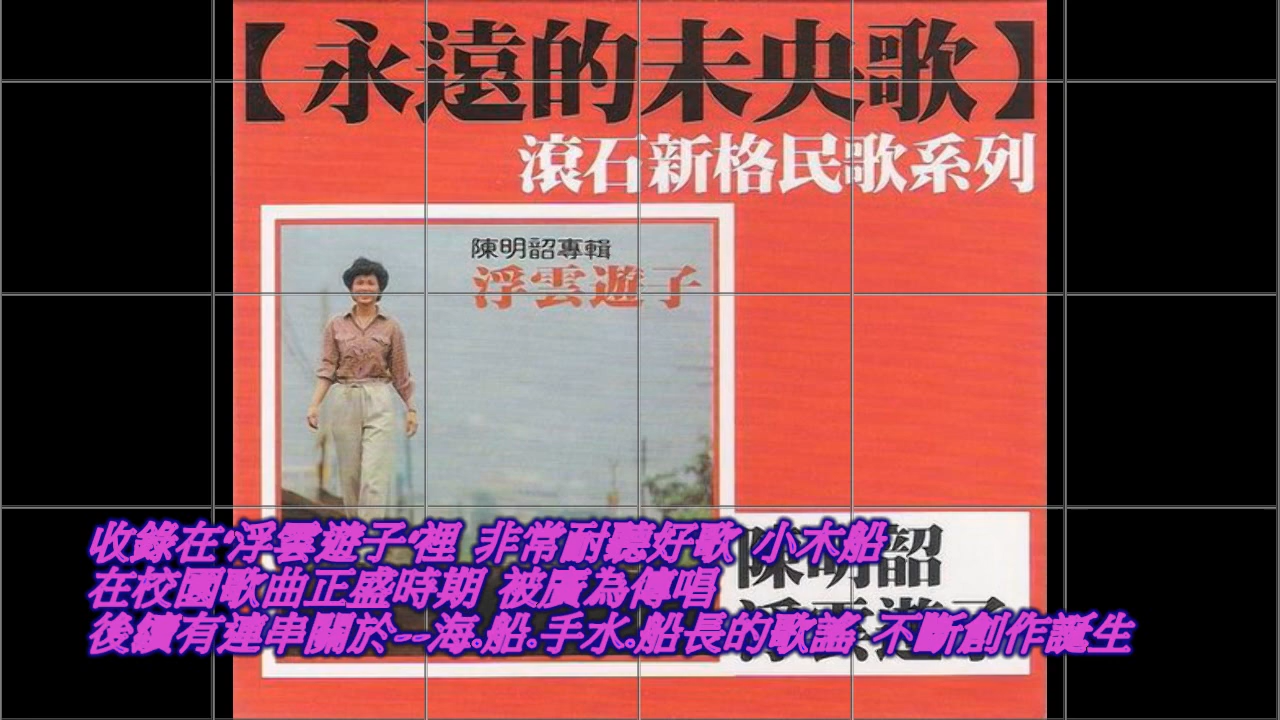 【永遠的未央歌】
滾石新格民歌系列
陳明韶專輯
浮雲遊子
陳明韶
浮雲遊子
收錄在"浮雲遊子"裡 非常耐聽好歌 小木船
在校園歌曲正盛時期 被廣為傳唱
後續有連串關於--海。船。手水。船長的歌謠 不斷創作誕生